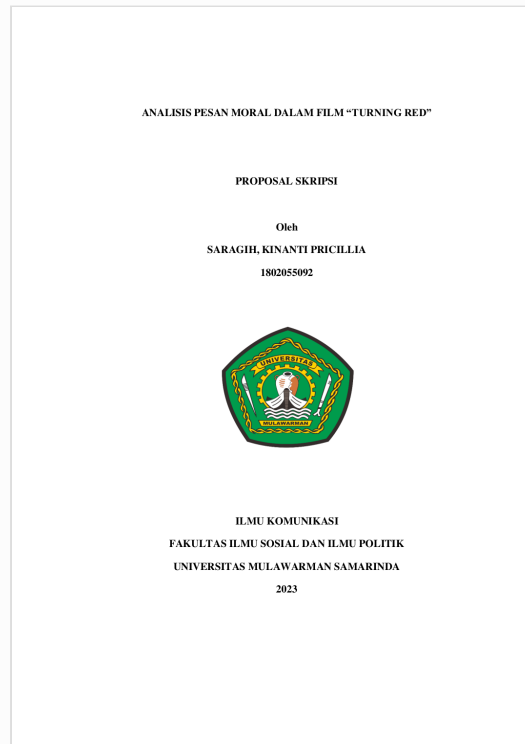 ANALISIS PESAN MORAL DALAM FILM “TURNING RED”
PROPOSAL SKRIPSI
Oleh
SARAGIH, KINANTI PRICILLIA
1802055092
UNIVERSITAS
MULAWARMAN
ILMU KOMUNIKASI
FAKULTAS ILMU SOSIAL DAN ILMU POLITIK
UNIVERSITAS MULAWARMAN SAMARINDA
2023